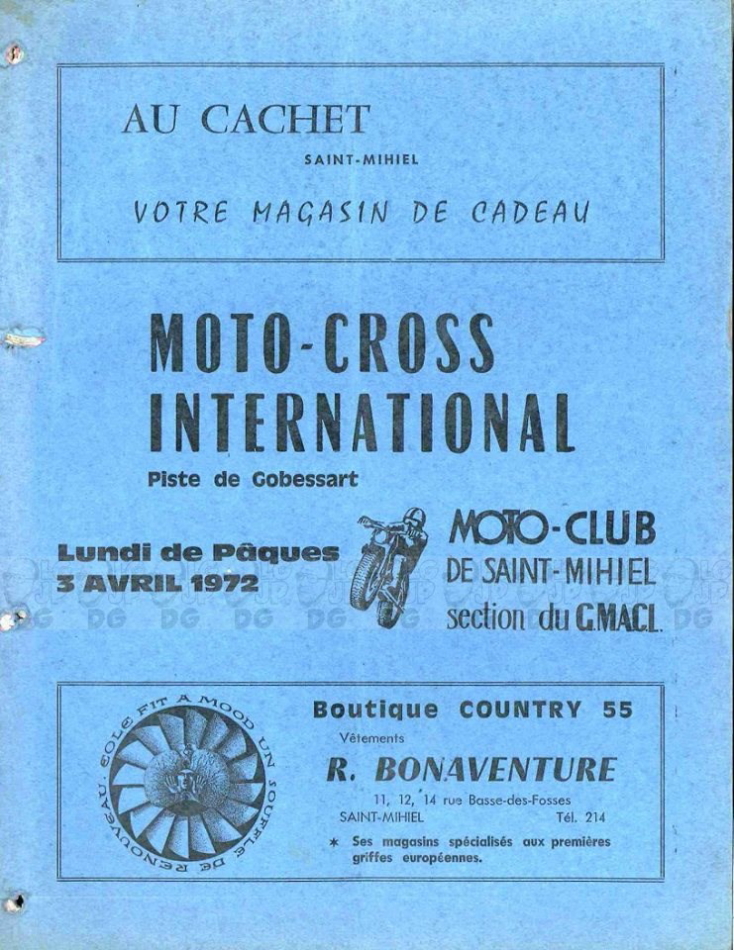 AU CACHET
SAINT-MIHIEL
VOTRE MAGASIN DE CADEAU
MOTO-CROSS
INTERNATIONAL
Piste de Gobessart
Lundi de Pâques
3 AVRIL 1972
MOTO-CLUB
DE SAINT-MIHIEL
section du G.MACL.
EOLE FIT A MOOD UN SOUFFLE DE RENOUVEAU.
Boutique COUNTRY 55
Vêtements
R. BONAVENTURE
11, 12, 14 rue Basse-des-Fosses
SAINT-MIHIEL Tél. 214
* Ses magasins spécialisés aux premières
griffes européennes.